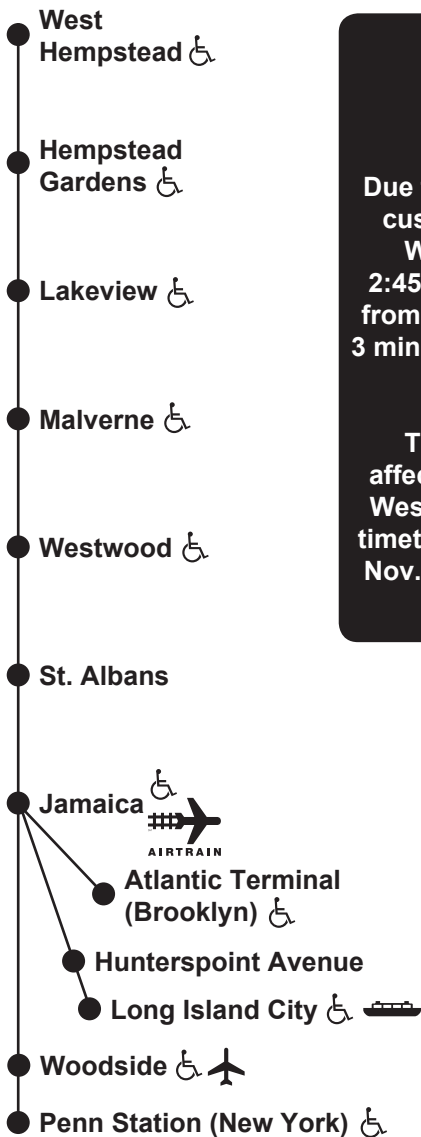 West
Hempstead
Hempstead
Gardens
Lakeview
Malverne
Westwood
St. Albans
Jamaica
AIRTRAIN
Atlantic Terminal
(Brooklyn)
Hunterspoint Avenue
Long Island City
Woodside
Penn Station (New York)
Due
cus
W
2:45
from
3 min
T
affec
Wes
timet
Nov.